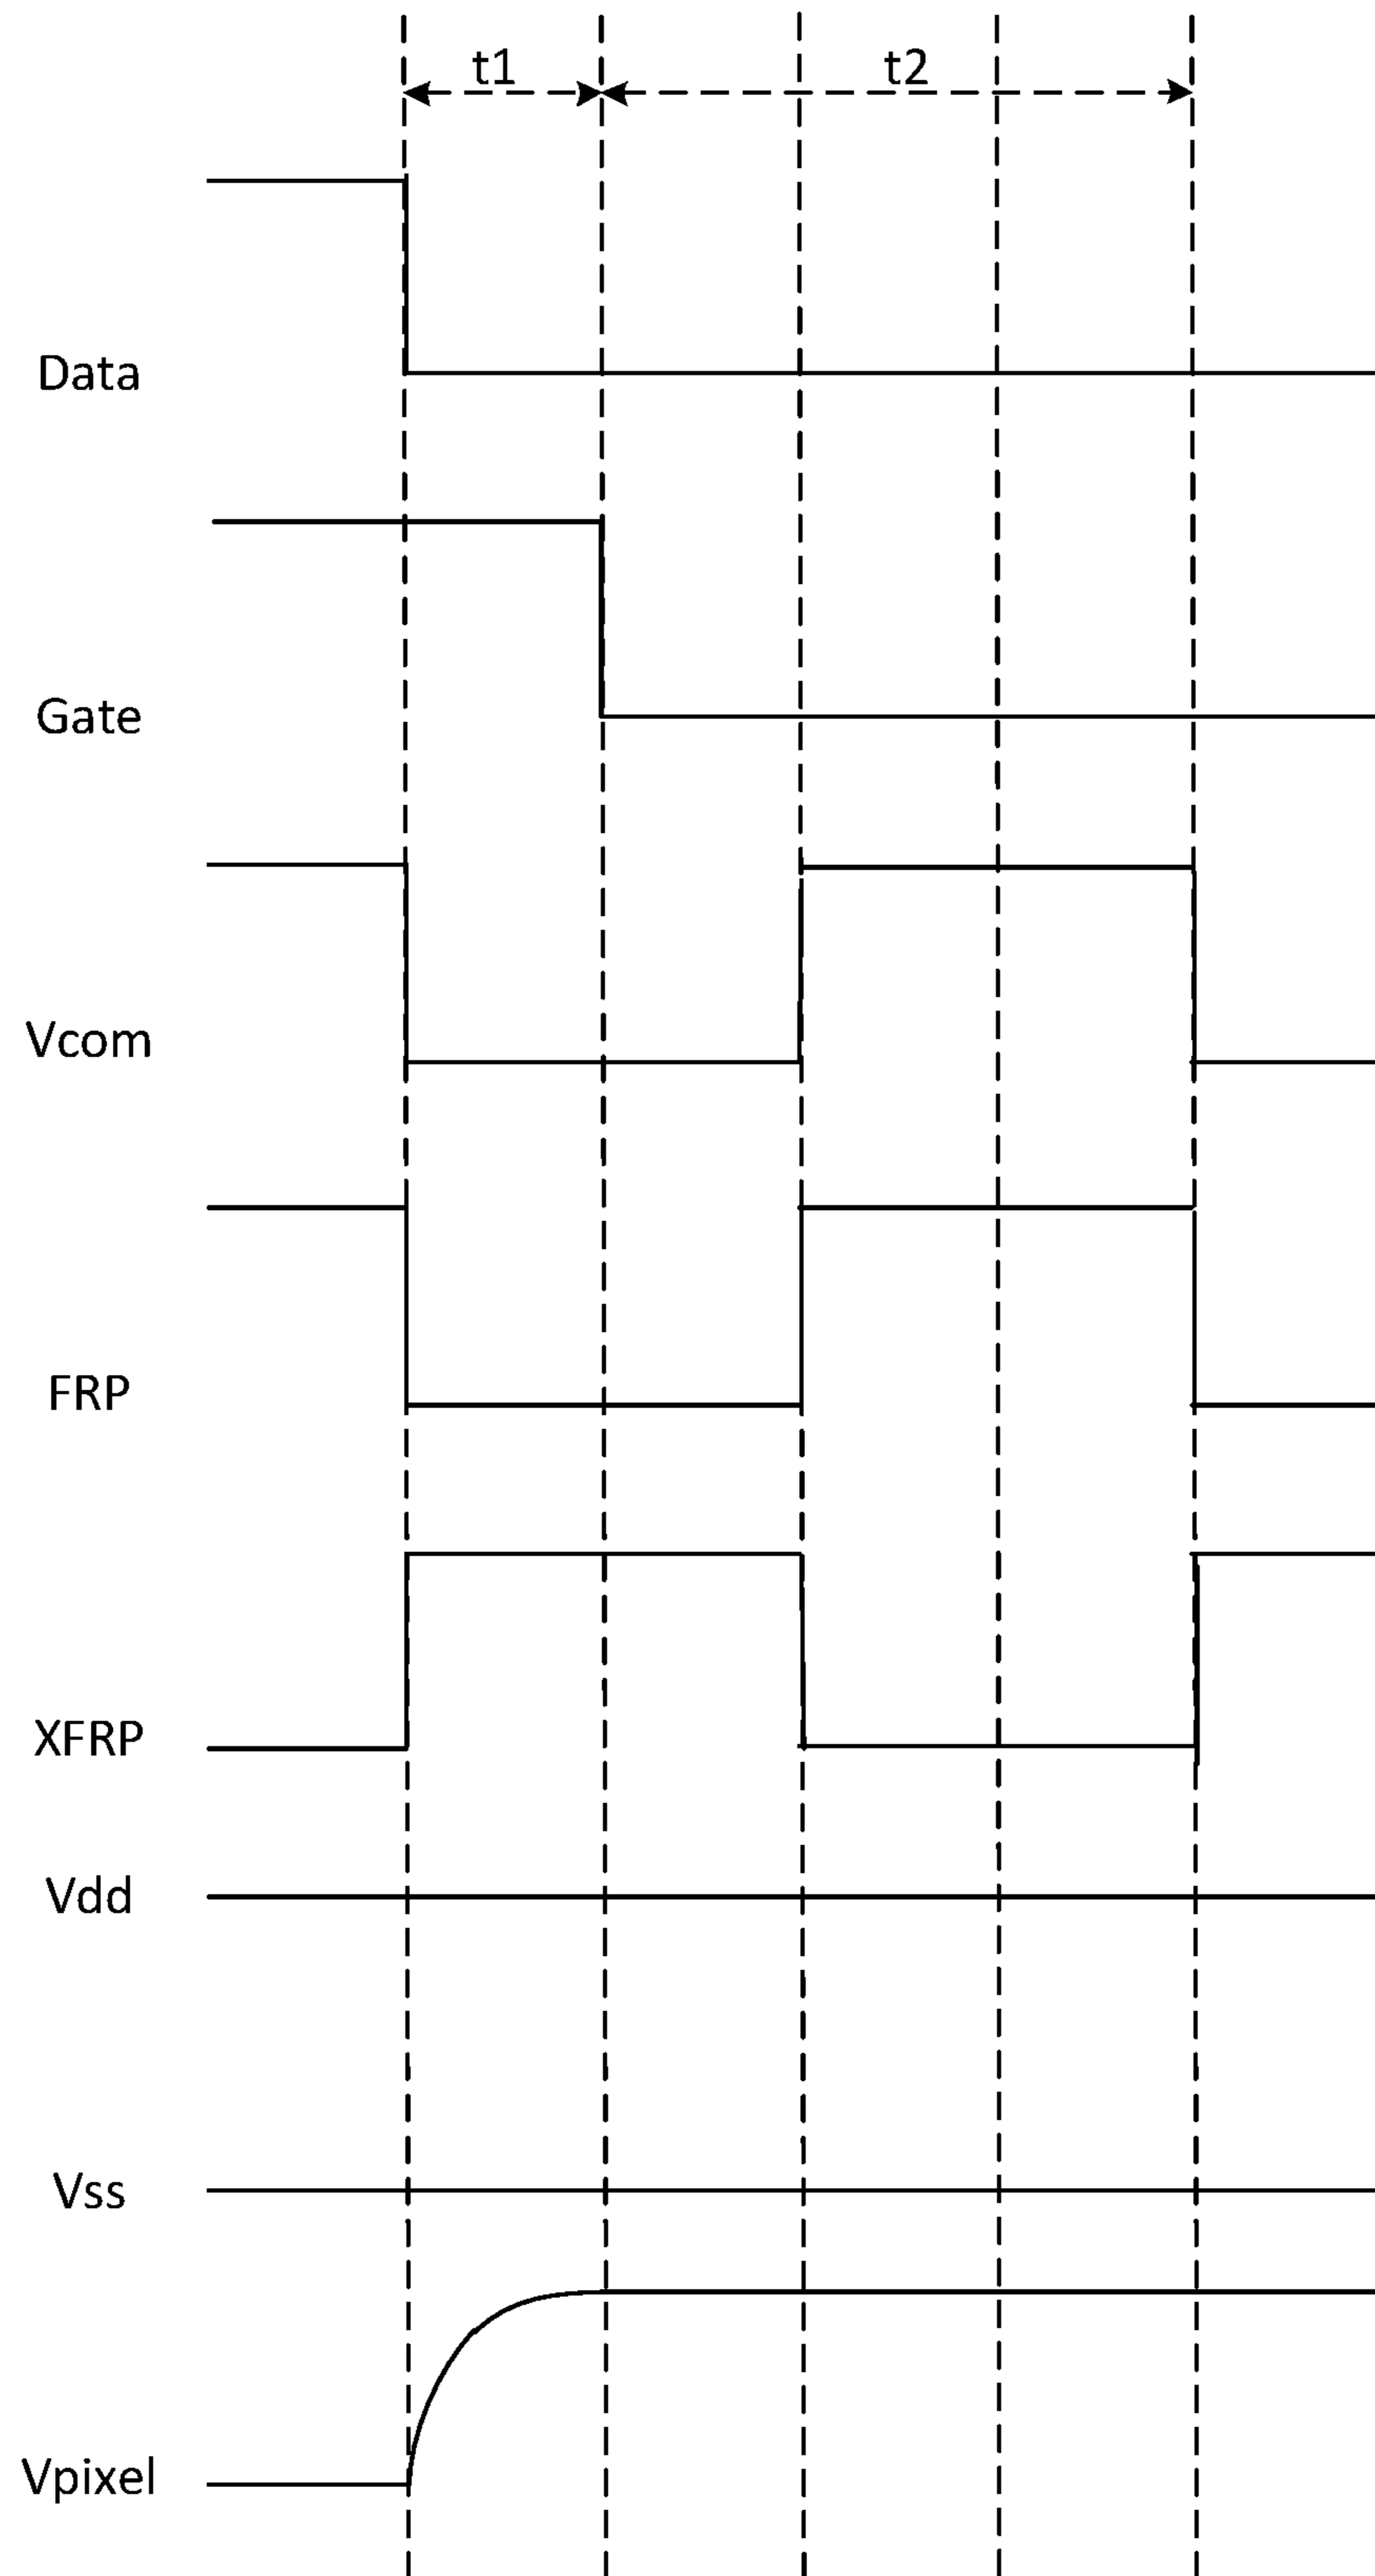 t1 t2
Data
Gate
Vcom
FRP
XFRP
Vdd
Vss
Vpixel